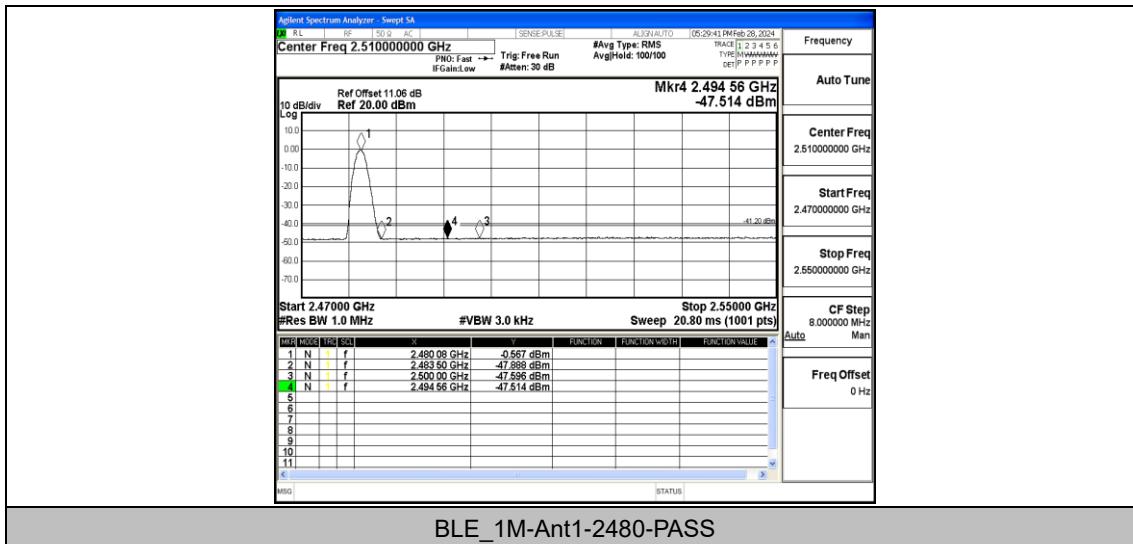 Agilent Spectrum Analyzer - Swept SA
RL RF 50 Ω AC SENSE:PULSE ALIGNAUTO 05:29:41 PM Feb 28, 2024
Center Freq 2.510000000 GHz #Avg Type: RMS TRACE 1 2 3 4 5 6 Frequency
PNO: Fast Trig: Free Run Avg|Hold: 100/100 TYPE MWWWWW
IFGain:Low #Atten: 30 dB DET P P P P P P
Auto Tune
Mkr4 2.494 56 GHz
Ref Offset 11.06 dB
10 dB/div Ref 20.00 dBm -47.514 dBm
Log
10.0
0.00
-10.0
-20.0
-30.0
-40.0
-50.0
-60.0
-70.0
1
2
4
3
-41.20 dBm
Center Freq
2.510000000 GHz
Start Freq
2.470000000 GHz
Stop Freq
2.550000000 GHz
Start 2.47000 GHz Stop 2.55000 GHz
#Res BW 1.0 MHz #VBW 3.0 kHz Sweep 20.80 ms (1001 pts)
CF Step
8.000000 MHz
Auto Man
MKR MODE TRC SCL X Y FUNCTION FUNCTION WIDTH FUNCTION VALUE
1 N 1 f 2.480 08 GHz -0.567 dBm
2 N 1 f 2.483 50 GHz -47.888 dBm
3 N 1 f 2.500 00 GHz -47.596 dBm
4 N 1 f 2.494 56 GHz -47.514 dBm
5
6
7
8
9
10
11
Freq Offset
0 Hz
MSG STATUS
BLE_1M-Ant1-2480-PASS